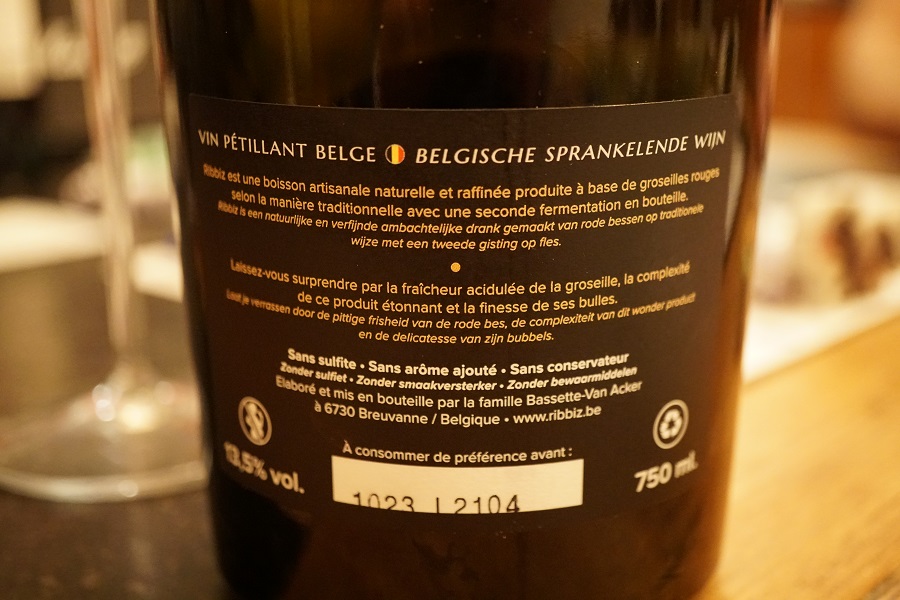 VIN PÉTILLANT BELGE BELGISCHE SPRANKELENDE WIJN
Ribbiz est une boisson artisanale naturelle et raffinée produite à base de groseilles rouges
selon la manière traditionnelle avec une seconde fermentation en bouteille.
Ribbiz is een natuurlijke en verfijnde ambachtelijke drank gemaakt van rode bessen op traditionele
wijze met een tweede gisting op fles.
Laissez-vous surprendre par la fraîcheur acidulée de la groseille, la complexité
de ce produit étonnant et la finesse de ses bulles.
Laat je verrassen door de pittige frisheid van de rode bes, de complexiteit van dit wonder product
en de delicatesse van zijn bubbels.
Sans sulfite • Sans arôme ajouté • Sans conservateur
Zonder sulfiet • Zonder smaakversterker • Zonder bewaarmiddelen
Elaboré et mis en bouteille par la famille Bassette-Van Acker
à 6730 Breuvanne / Belgique • www.ribbiz.be
À consommer de préférence avant :
13,5% vol.
750 ml.
1023 L2104